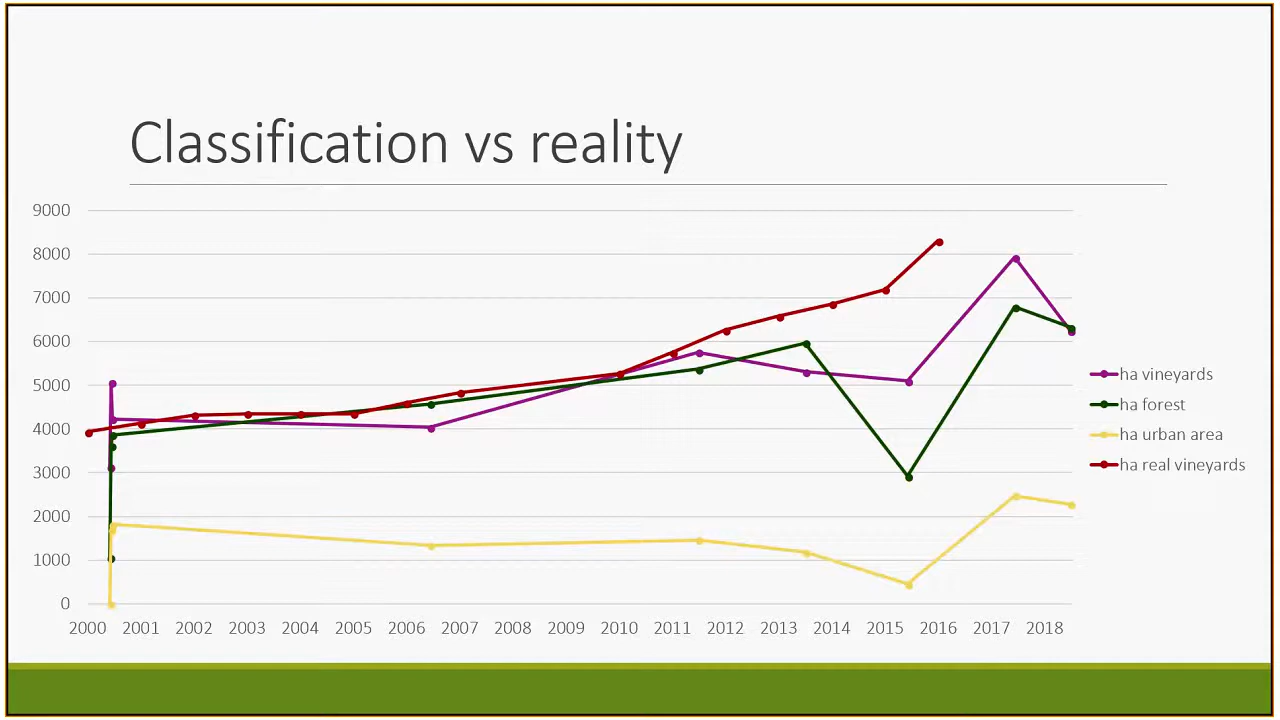 Classification vs reality
9000
8000
7000
6000
5000
4000
3000
2000
1000
0
2000 2001 2002 2003 2004 2005 2006 2007 2008 2009 2010 2011 2012 2013 2014 2015 2016 2017 2018
ha vineyards
ha forest
ha urban area
ha real vineyards